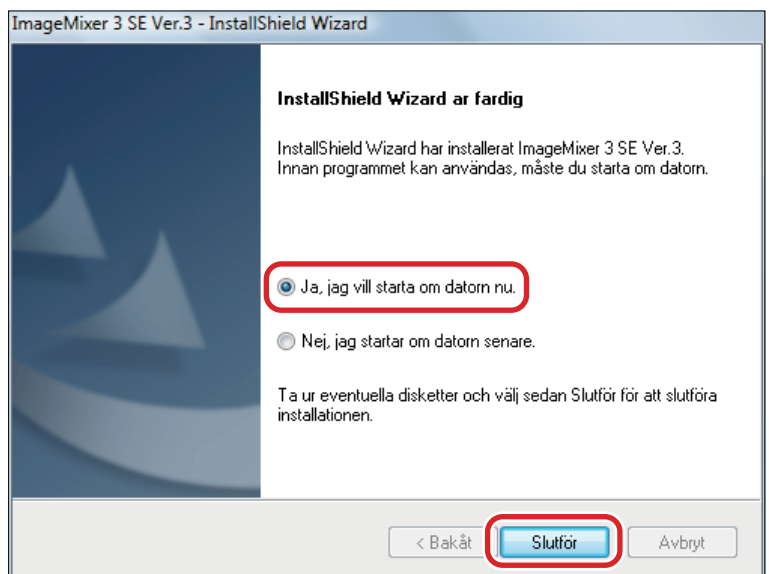 ImageMixer 3 SE Ver.3 - InstallShield Wizard
InstallShield Wizard ar fardig
InstallShield Wizard har installerat ImageMixer 3 SE Ver.3.
Innan programmet kan användas, måste du starta om datorn.
Ja, jag vill starta om datorn nu.
Nej, jag startar om datorn senare.
Ta ur eventuella disketter och välj sedan Slutför för att slutföra
installationen.
< Bakåt Slutför Avbryt